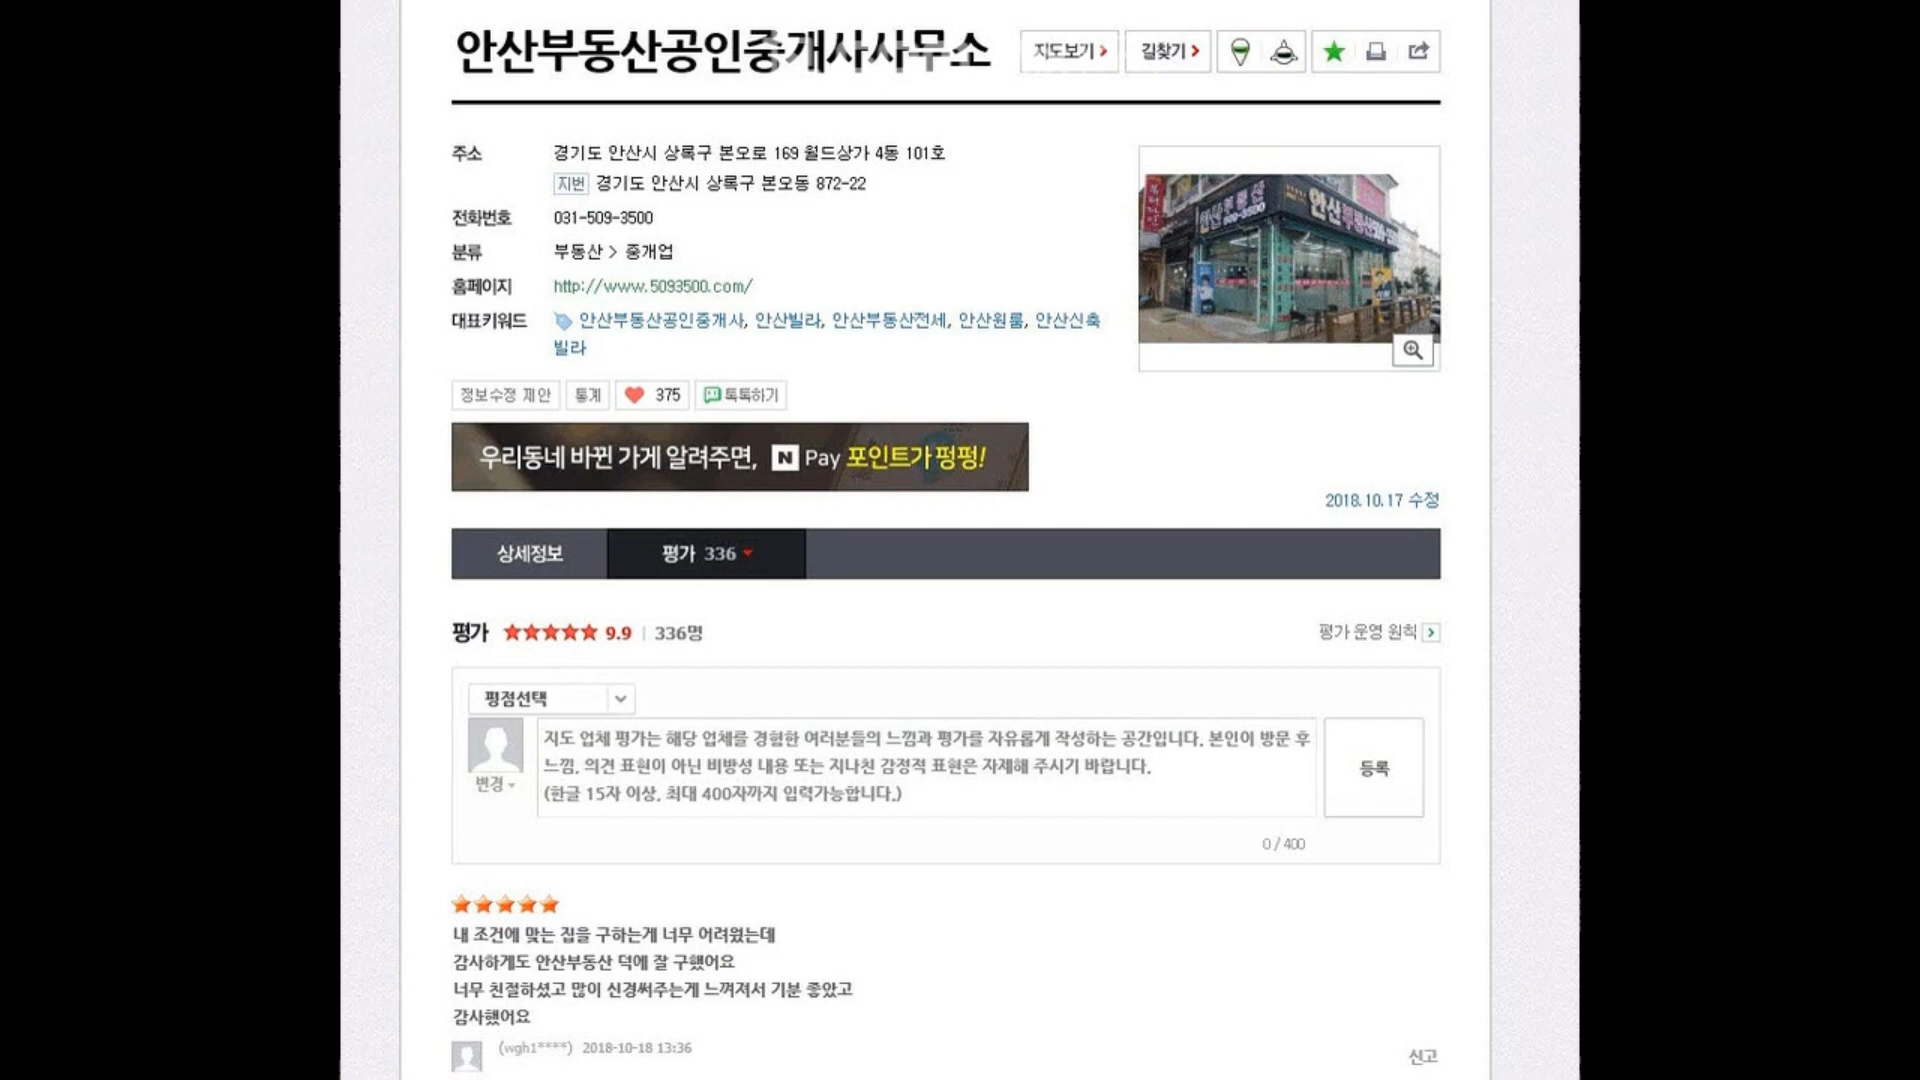 안산부동산공인중개사사무소
지도보기
길찾기
주소
경기도 안산시 상록구 본오로 169 월드상가 4동 101호
지번 경기도 안산시 상록구 본오동 872-22
전화번호
031-509-3500
분류
부동산 > 중개업
홈페이지
http://www.5093500.com/
대표키워드
안산부동산공인중개사, 안산빌라, 안산부동산전세, 안산원룸, 안산신축
빌라
안산부동산
안산부동산
정보수정 제안
통계
375
톡톡하기
우리동네 바뀐 가게 알려주면, N Pay 포인트가 펑펑!
2018.10.17 수정
상세정보
평가 336
평가 9.9 | 336명
평가 운영 원칙
평점선택
지도 업체 평가는 해당 업체를 경험한 여러분들의 느낌과 평가를 자유롭게 작성하는 공간입니다. 본인이 방문 후
느낌, 의견 표현이 아닌 비방성 내용 또는 지나친 감정적 표현은 자제해 주시기 바랍니다.
(한글 15자 이상, 최대 400자까지 입력가능합니다.)
변경
등록
0 / 400
내 조건에 맞는 집을 구하는게 너무 어려웠는데
감사하게도 안산부동산 덕에 잘 구했어요
너무 친절하셨고 많이 신경써주는게 느껴져서 기분 좋았고
감사했어요
(wgh1****) 2018-10-18 13:36
신고